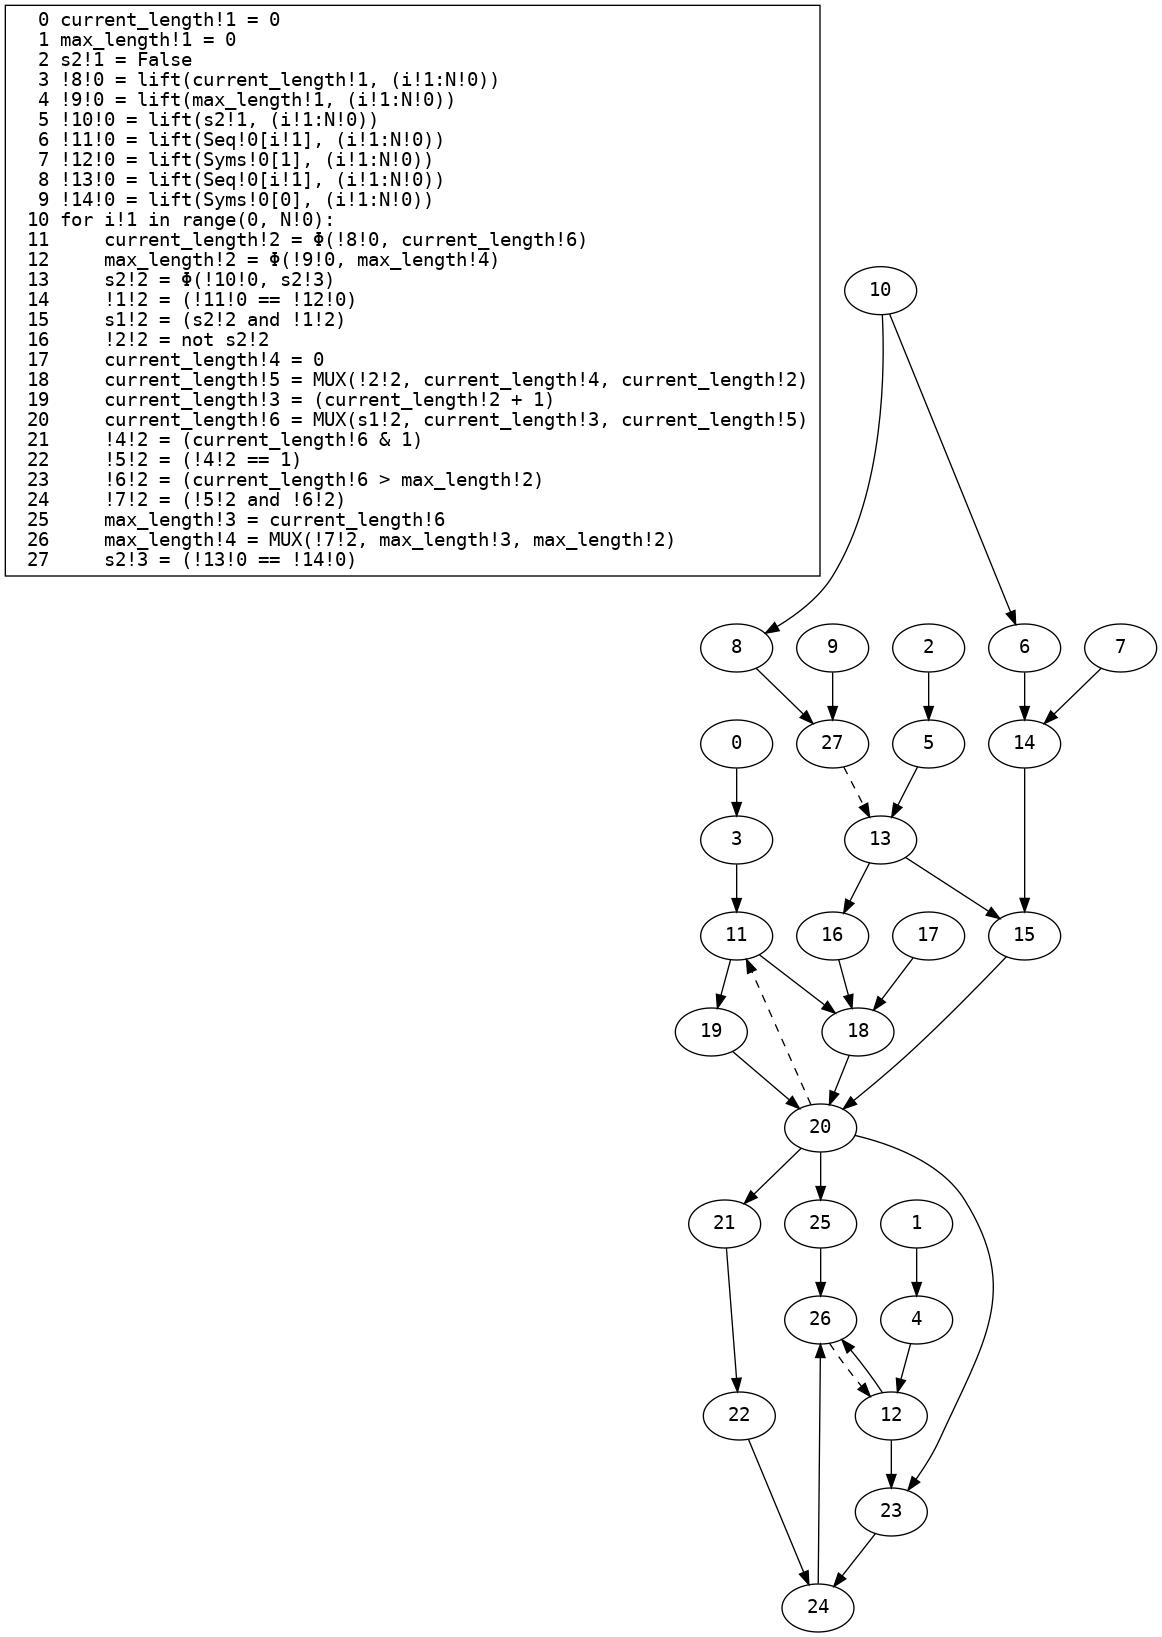 0 current_length!1 = 0
1 max_length!1 = 0
2 s2!1 = False
3 !8!0 = lift(current_length!1, (i!1:N!0))
4 !9!0 = lift(max_length!1, (i!1:N!0))
5 !10!0 = lift(s2!1, (i!1:N!0))
6 !11!0 = lift(Seq!0[i!1], (i!1:N!0))
7 !12!0 = lift(Syms!0[1], (i!1:N!0))
8 !13!0 = lift(Seq!0[i!1], (i!1:N!0))
9 !14!0 = lift(Syms!0[0], (i!1:N!0))
10 for i!1 in range(0, N!0):
11     current_length!2 = Φ(!8!0, current_length!6)
12     max_length!2 = Φ(!9!0, max_length!4)
13     s2!2 = Φ(!10!0, s2!3)
14     !1!2 = (!11!0 == !12!0)
15     s1!2 = (s2!2 and !1!2)
16     !2!2 = not s2!2
17     current_length!4 = 0
18     current_length!5 = MUX(!2!2, current_length!4, current_length!2)
19     current_length!3 = (current_length!2 + 1)
20     current_length!6 = MUX(s1!2, current_length!3, current_length!5)
21     !4!2 = (current_length!6 & 1)
22     !5!2 = (!4!2 == 1)
23     !6!2 = (current_length!6 > max_length!2)
24     !7!2 = (!5!2 and !6!2)
25     max_length!3 = current_length!6
26     max_length!4 = MUX(!7!2, max_length!3, max_length!2)
27     s2!3 = (!13!0 == !14!0)
10
8 9 2 6 7
0 27 5 14
3 13
11 16 17 15
19 18
20
21 25 1
26 4
22 12
23
24